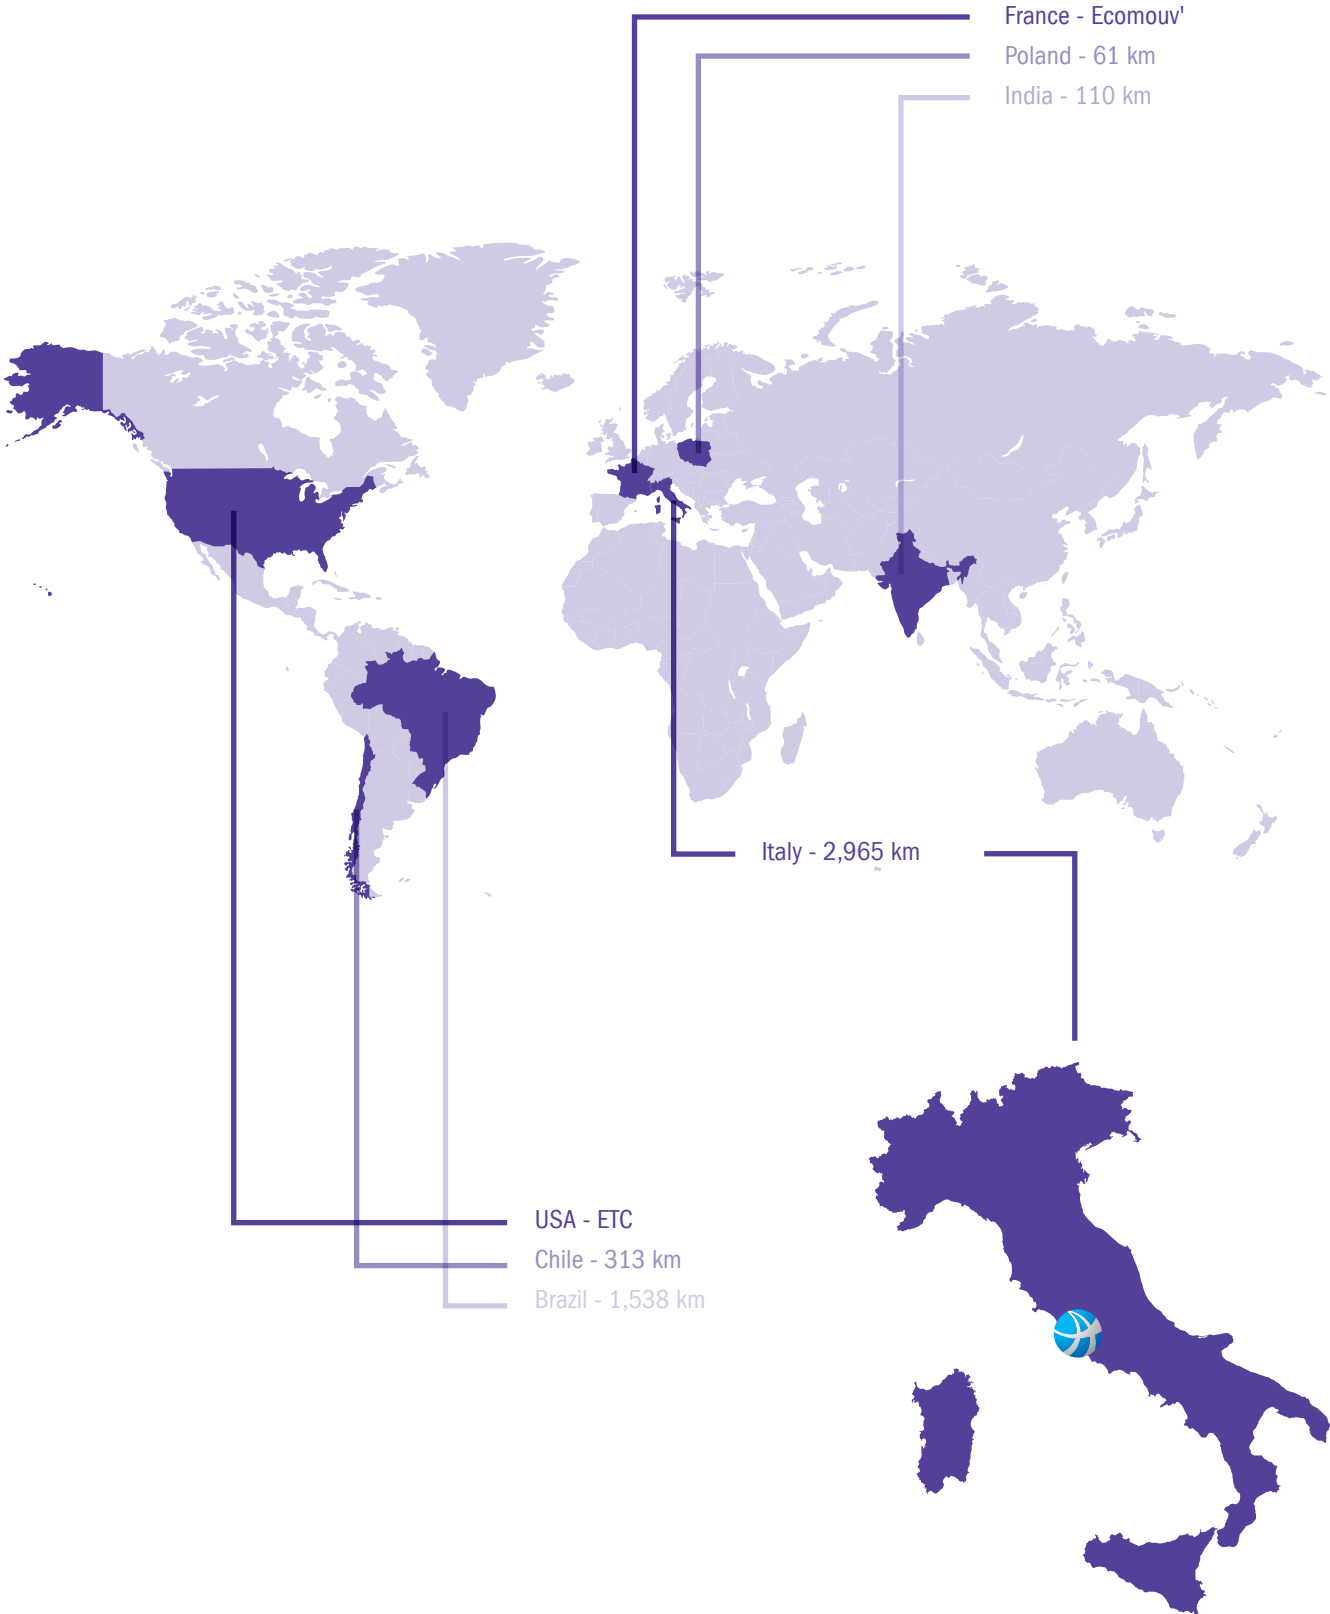 France - Ecomouv'
Poland - 61 km
India - 110 km
Italy - 2,965 km
USA - ETC
Chile - 313 km
Brazil - 1,538 km